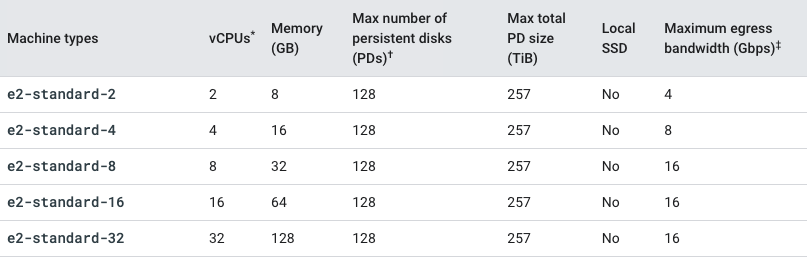 Machine types vCPUs* Memory (GB) Max number of persistent disks (PDs)† Max total PD size (TiB) Local SSD Maximum egress bandwidth (Gbps)‡
e2-standard-2 2 8 128 257 No 4
e2-standard-4 4 16 128 257 No 8
e2-standard-8 8 32 128 257 No 16
e2-standard-16 16 64 128 257 No 16
e2-standard-32 32 128 128 257 No 16